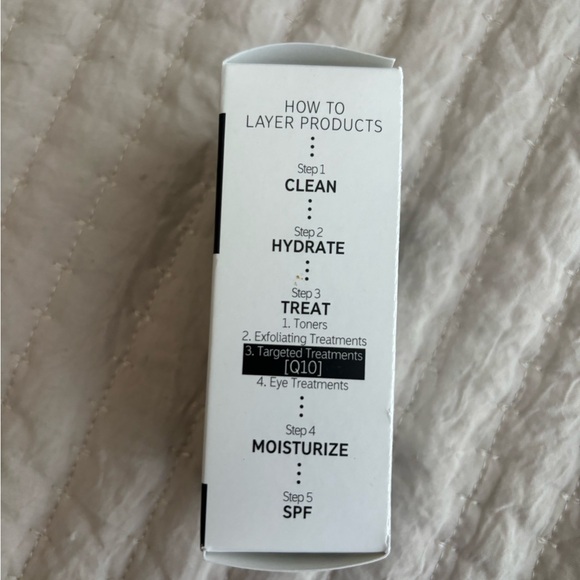 HOW TO
LAYER PRODUCTS
Step 1
CLEAN
Step 2
HYDRATE
Step 3
TREAT
1. Toners
2. Exfoliating Treatments
3. Targeted Treatments
[Q10]
4. Eye Treatments
Step 4
MOISTURIZE
Step 5
SPF